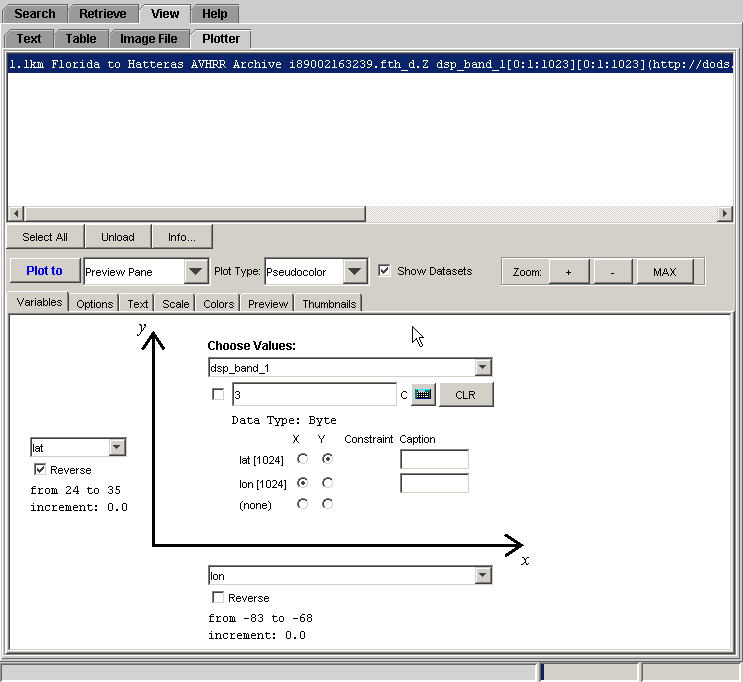 Search Retrieve View Help
Text Table Image File Plotter
1.1km Florida to Hatteras AVHRR Archive i89002163239.fth_d.Z dsp_band_1[0:1:1023][0:1:1023](http://dods.
Select All Unload Info...
Plot to Preview Pane Plot Type: Pseudocolor Show Datasets Zoom: + - MAX
Variables Options Text Scale Colors Preview Thumbnails
y
Choose Values:
dsp_band_1
3 C CLR
Data Type: Byte
X Y Constraint Caption
lat lat [1024]
Reverse lon [1024]
from 24 to 35
increment: 0.0 (none)
x
lon
Reverse
from -83 to -68
increment: 0.0